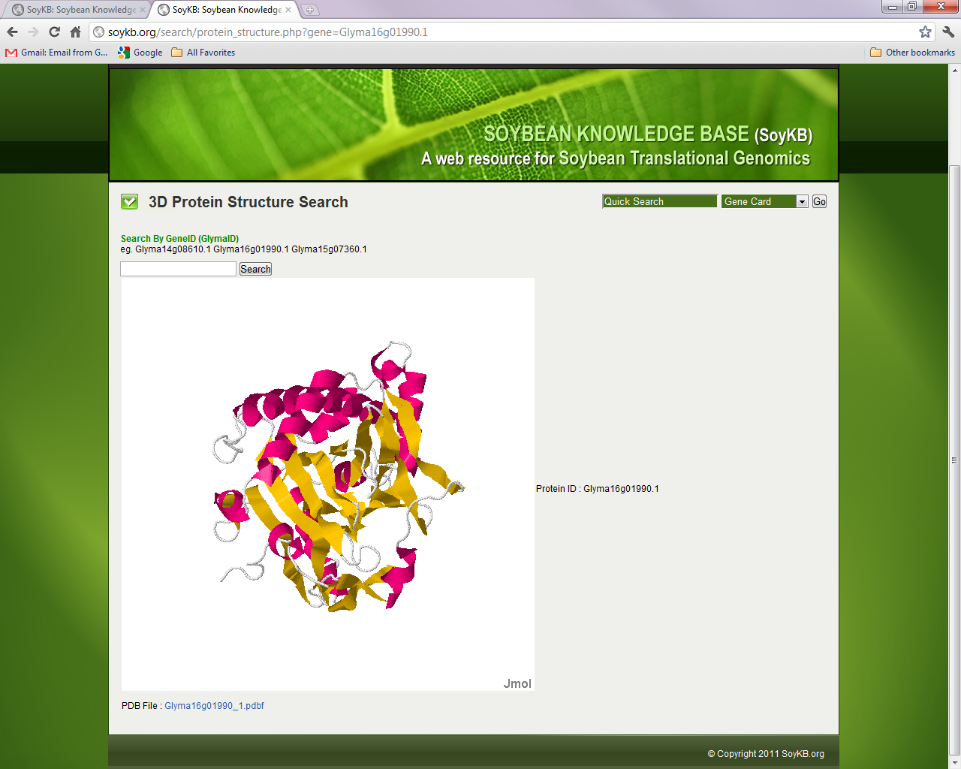 SoyKB: Soybean Knowledge
SoyKB: Soybean Knowledge
soykb.org/search/protein_structure.php?gene=Glyma16g01990.1
Gmail: Email from G... Google All Favorites Other bookmarks
SOYBEAN KNOWLEDGE BASE (SoyKB)
A web resource for Soybean Translational Genomics
3D Protein Structure Search
Quick Search Gene Card Go
Search By GeneID (GlymaID)
eg. Glyma14g08610.1 Glyma16g01990.1 Glyma15g07360.1
Search
Protein ID : Glyma16g01990.1
Jmol
PDB File : Glyma16g01990_1.pdbf
© Copyright 2011 SoyKB.org